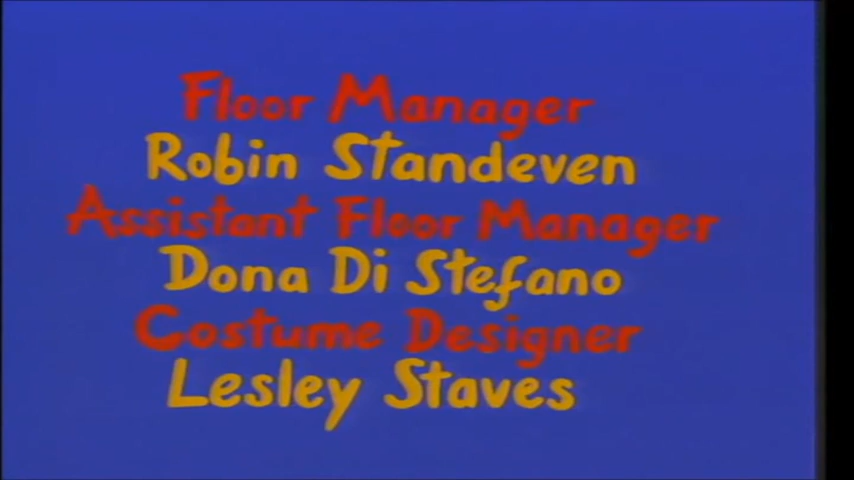 Floor Manager
Robin Standeven
Assistant Floor Manager
Dona Di Stefano
Costume Designer
Lesley Staves